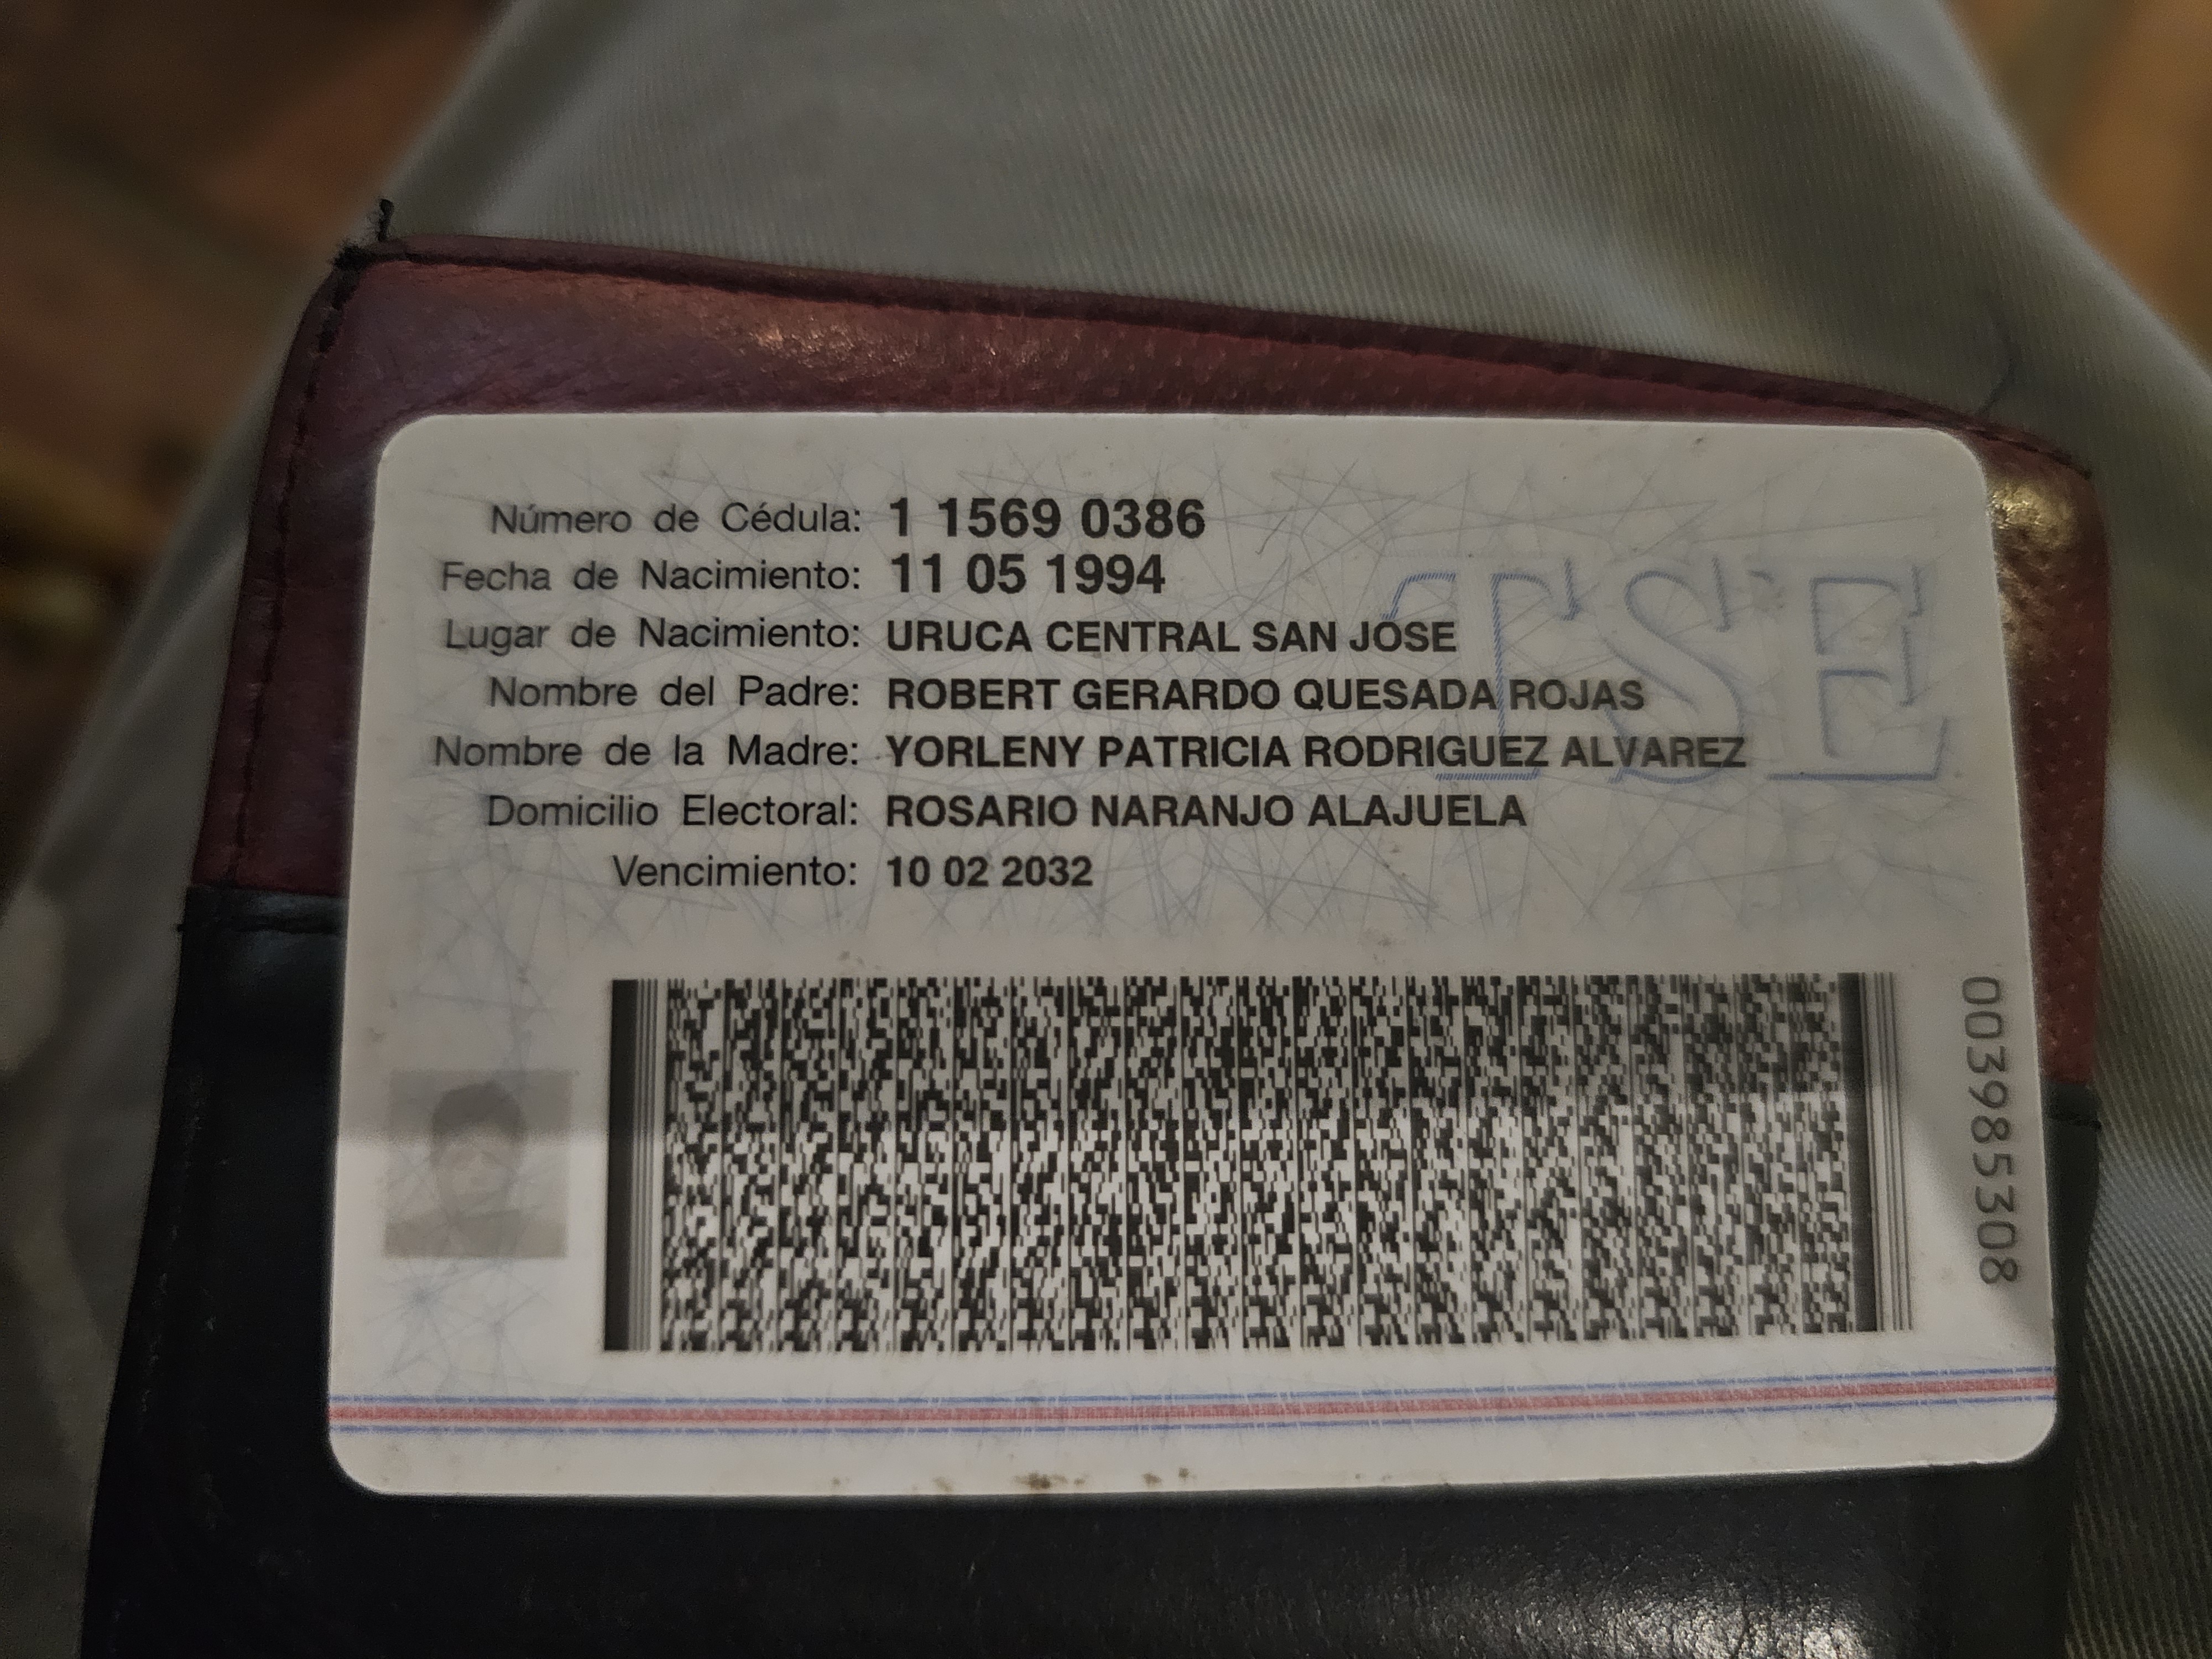 Número de Cédula: 1 1569 0386
Fecha de Nacimiento: 11 05 1994
Lugar de Nacimiento: URUCA CENTRAL SAN JOSE
Nombre del Padre: ROBERT GERARDO QUESADA ROJAS
Nombre de la Madre: YORLENY PATRICIA RODRIGUEZ ALVAREZ
Domicilio Electoral: ROSARIO NARANJO ALAJUELA
Vencimiento: 10 02 2032
TSE
003985308